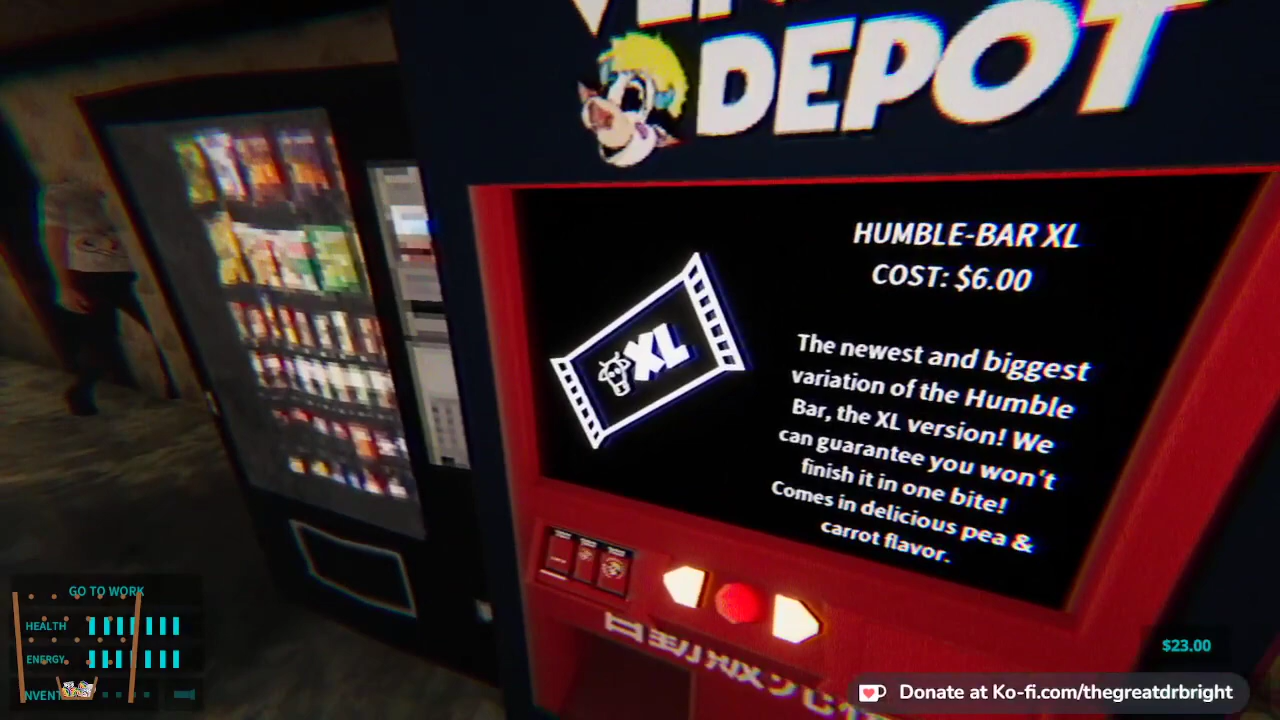 DEPOT
HUMBLE-BAR XL
COST: $6.00
XL
The newest and biggest
variation of the Humble
Bar, the XL version! We
can guarantee you won't
finish it in one bite!
Comes in delicious pea &
carrot flavor.
GO TO WORK
HEALTH
ENERGY
$23.00
Donate at Ko-fi.com/thegreatdrbright